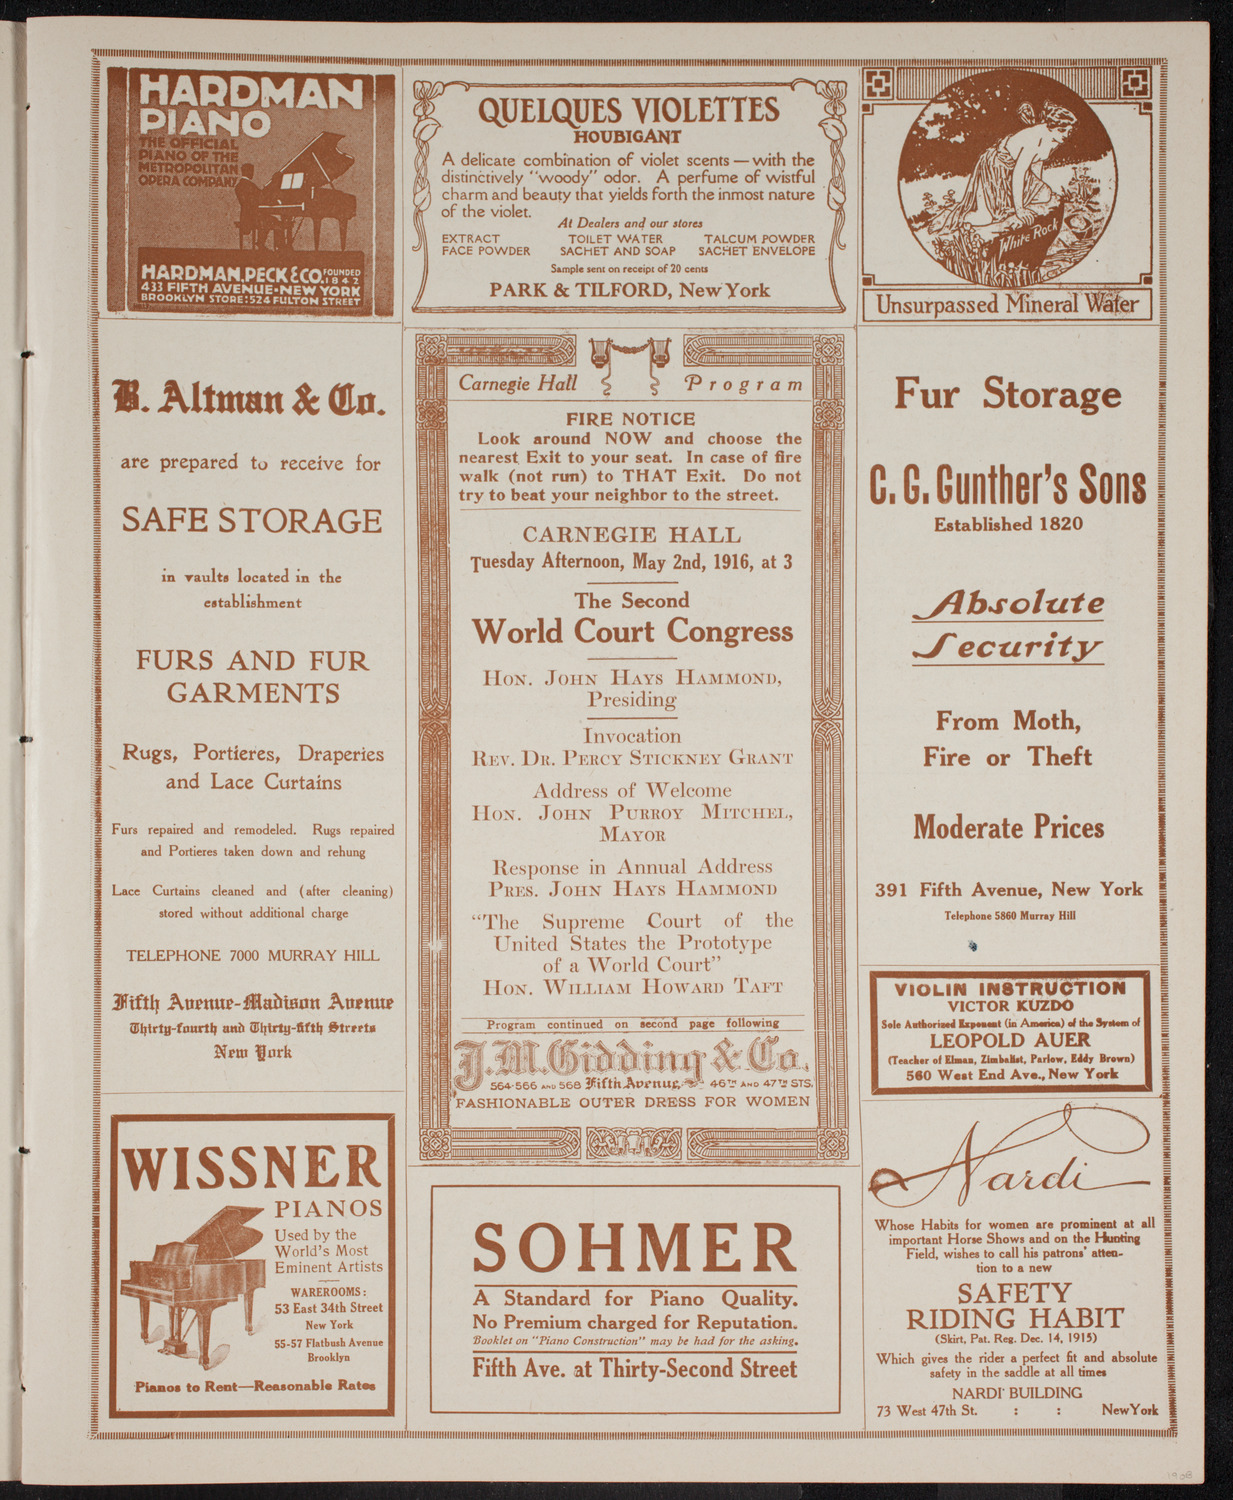 HARDMAN
PIANO
THE OFFICIAL
PIANO OF THE
METROPOLITAN
OPERA COMPANY
HARDMAN, PECK & CO. FOUNDED 1842
433 FIFTH AVENUE-NEW YORK
BROOKLYN STORE: 524 FULTON STREET
QUELQUES VIOLETTES
HOUBIGANT
A delicate combination of violet scents — with the
distinctively "woody" odor. A perfume of wistful
charm and beauty that yields forth the inmost nature
of the violet.
At Dealers and our stores
EXTRACT TOILET WATER TALCUM POWDER
FACE POWDER SACHET AND SOAP SACHET ENVELOPE
Sample sent on receipt of 20 cents
PARK & TILFORD, New York
White Rock
Unsurpassed Mineral Water
B. Altman & Co.
are prepared to receive for
SAFE STORAGE
in vaults located in the
establishment
FURS AND FUR
GARMENTS
Rugs, Portieres, Draperies
and Lace Curtains
Furs repaired and remodeled. Rugs repaired
and Portieres taken down and rehung
Lace Curtains cleaned and (after cleaning)
stored without additional charge
TELEPHONE 7000 MURRAY HILL
Fifth Avenue-Madison Avenue
Thirty-fourth and Thirty-fifth Streets
New York
WISSNER
PIANOS
Used by the
World's Most
Eminent Artists
WAREROOMS:
53 East 34th Street
New York
55-57 Flatbush Avenue
Brooklyn
Pianos to Rent—Reasonable Rates
Carnegie Hall Program
FIRE NOTICE
Look around NOW and choose the
nearest Exit to your seat. In case of fire
walk (not run) to THAT Exit. Do not
try to beat your neighbor to the street.
CARNEGIE HALL
Tuesday Afternoon, May 2nd, 1916, at 3
The Second
World Court Congress
HON. JOHN HAYS HAMMOND,
Presiding
Invocation
REV. DR. PERCY STICKNEY GRANT
Address of Welcome
HON. JOHN PURROY MITCHEL,
MAYOR
Response in Annual Address
PRES. JOHN HAYS HAMMOND
"The Supreme Court of the
United States the Prototype
of a World Court"
HON. WILLIAM HOWARD TAFT
Program continued on second page following
J. M. Gidding & Co.
564-566 AND 568 Fifth Avenue 46TH AND 47TH STS.
FASHIONABLE OUTER DRESS FOR WOMEN
SOHMER
A Standard for Piano Quality.
No Premium charged for Reputation.
Booklet on "Piano Construction" may be had for the asking.
Fifth Ave. at Thirty-Second Street
Fur Storage
C. G. Gunther's Sons
Established 1820
Absolute
Security
From Moth,
Fire or Theft
Moderate Prices
391 Fifth Avenue, New York
Telephone 5860 Murray Hill
VIOLIN INSTRUCTION
VICTOR KUZDO
Sole Authorized Exponent (in America) of the System of
LEOPOLD AUER
(Teacher of Elman, Zimbalist, Parlow, Eddy Brown)
560 West End Ave., New York
Nardi
Whose Habits for women are prominent at all
important Horse Shows and on the Hunting
Field, wishes to call his patrons' atten-
tion to a new
SAFETY
RIDING HABIT
(Skirt, Pat. Reg. Dec. 14, 1915)
Which gives the rider a perfect fit and absolute
safety in the saddle at all times
NARDI BUILDING
73 West 47th St. : : New York
1908